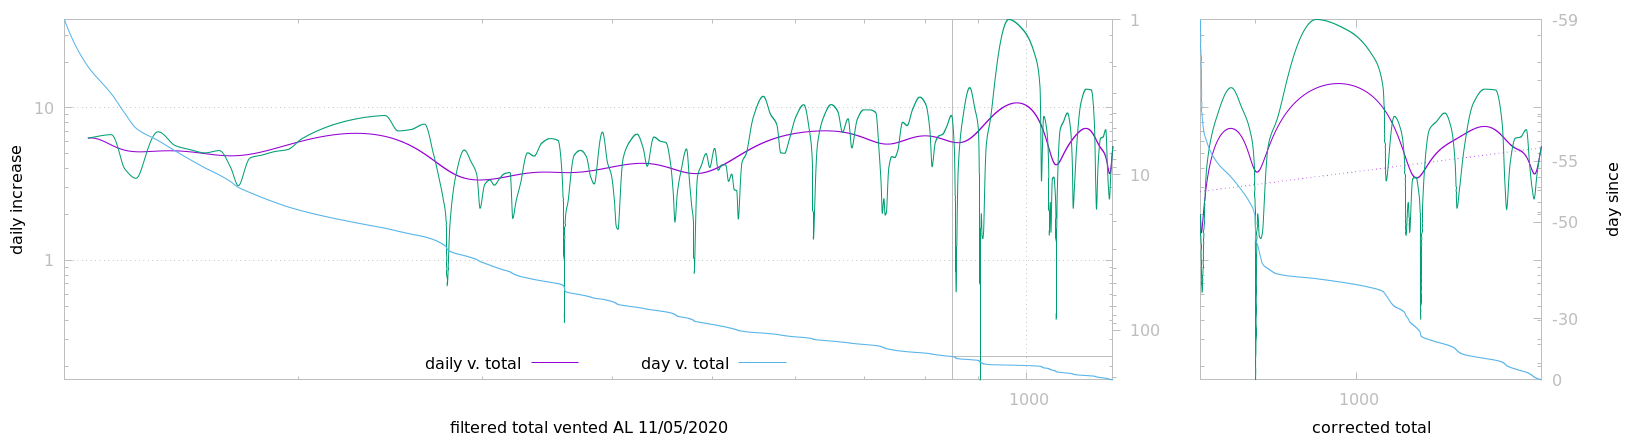 daily increase
10
1
1
10
100
1000
daily v. total
day v. total
filtered total vented AL 11/05/2020
-59
-55
-50
-30
0
day since
1000
corrected total